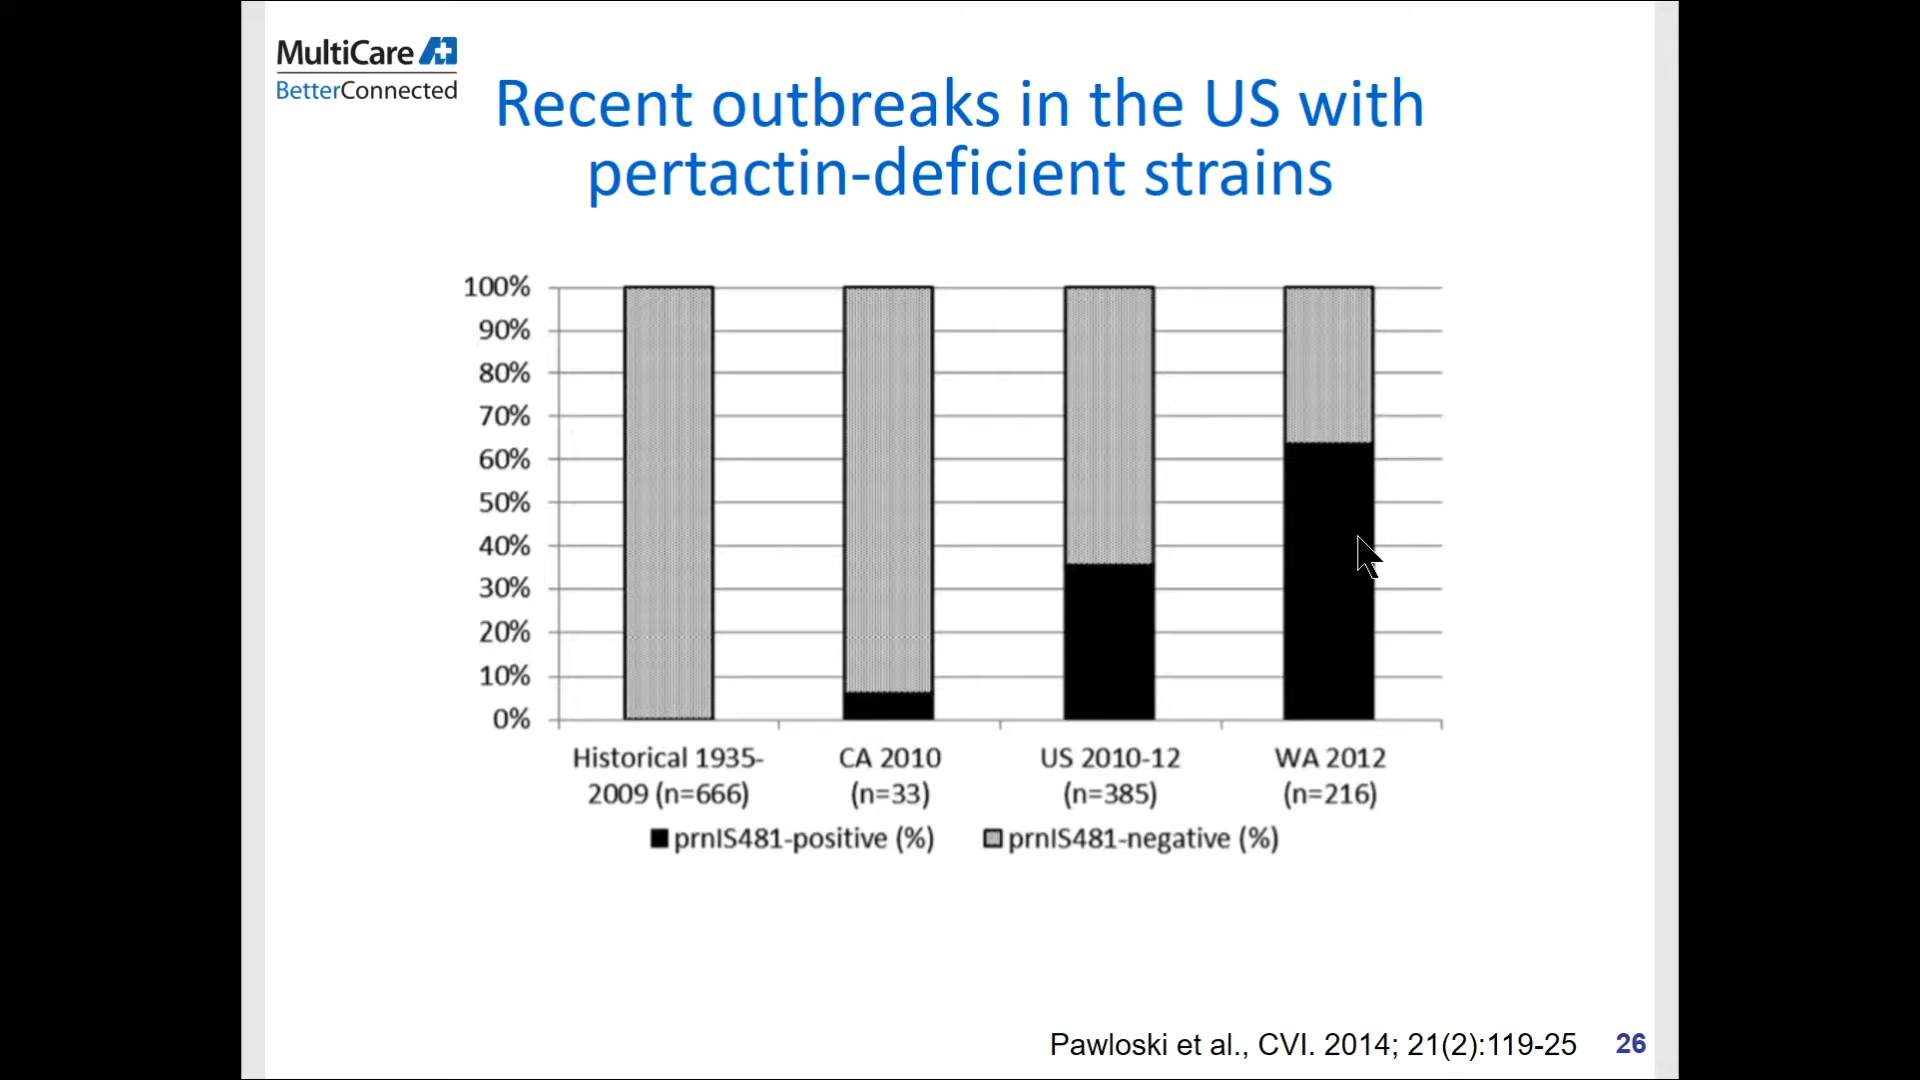 MultiCare
BetterConnected
Recent outbreaks in the US with
pertactin-deficient strains
100%
90%
80%
70%
60%
50%
40%
30%
20%
10%
0%
Historical 1935-
2009 (n=666)
CA 2010
(n=33)
US 2010-12
(n=385)
WA 2012
(n=216)
prnIS481-positive (%)
prnIS481-negative (%)
Pawloski et al., CVI. 2014; 21(2):119-25
26